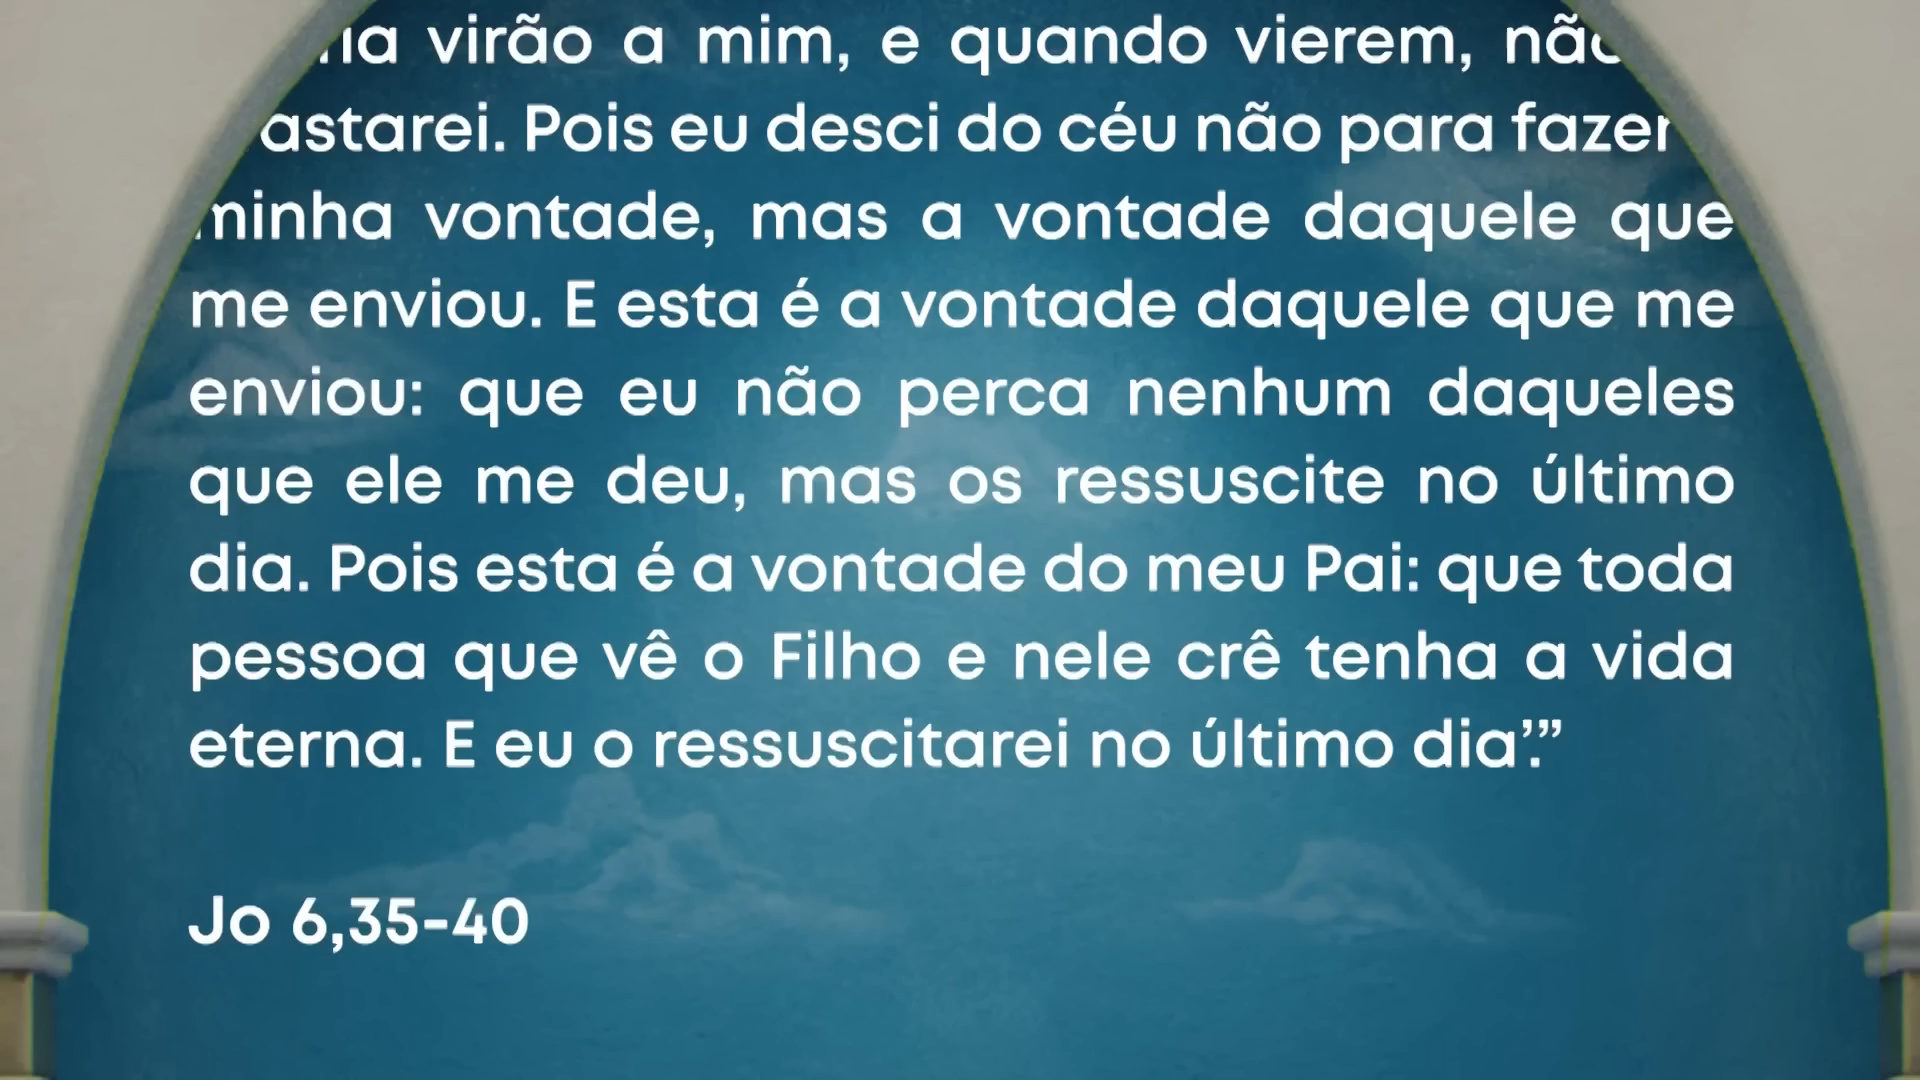 virão a mim, e quando vierem,
Pois eu desci do céu não para fazer
minha vontade, mas a vontade daquele que
me enviou. E esta é a vontade daquele que me
enviou: que eu não perca nenhum daqueles
que ele me deu, mas os ressuscite no último
dia. Pois esta é a vontade do meu Pai: que toda
pessoa que vê o Filho e nele crê tenha a vida
eterna. E eu o ressuscitarei no último dia’.”
Jo 6,35-40